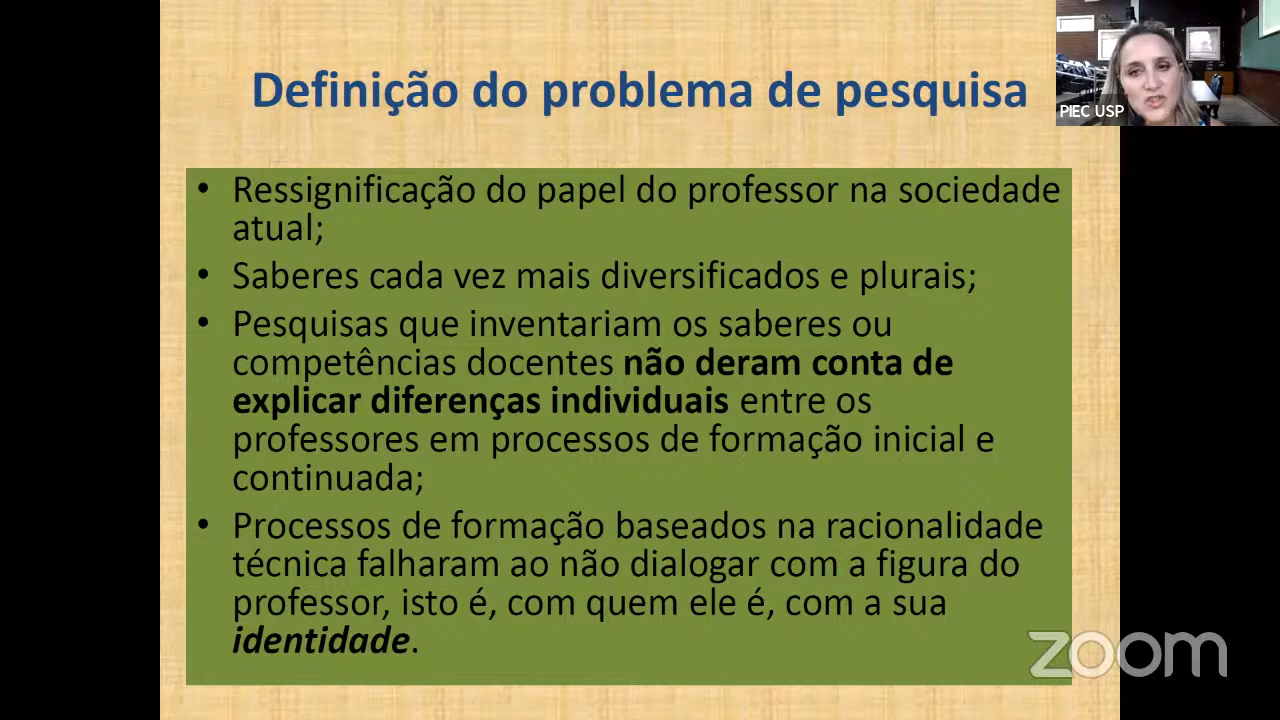 Definição do problema de pesquisa
PIEC USP
• Ressignificação do papel do professor na sociedade
atual;
• Saberes cada vez mais diversificados e plurais;
• Pesquisas que inventariam os saberes ou
competências docentes não deram conta de
explicar diferenças individuais entre os
professores em processos de formação inicial e
continuada;
• Processos de formação baseados na racionalidade
técnica falharam ao não dialogar com a figura do
professor, isto é, com quem ele é, com a sua
identidade.
zoom